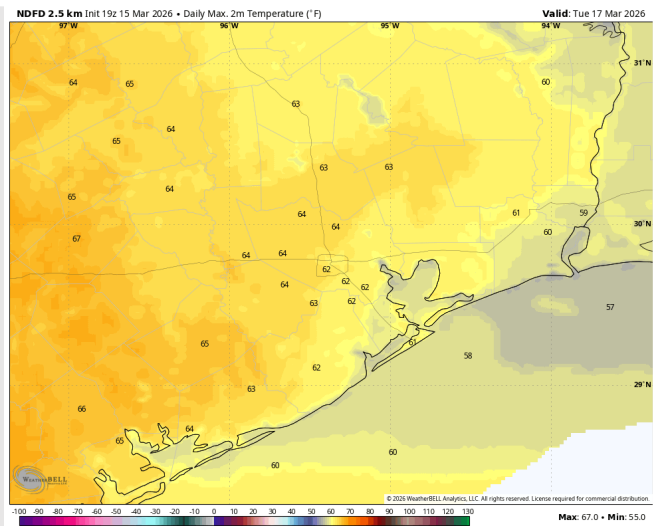 NDFD 2.5 km Init 19z 15 Mar 2026 • Daily Max. 2m Temperature (°F)
Valid: Tue 17 Mar 2026
97°W 96°W 95°W 94°W
31°N
64 65 60
63
64
65
63 63
64
65
64 61 59
30°N
64 60
67
64 64
62
64 62 62
63 62
57
65 61
58
62
29°N
63
66
64
65
60
60
WEATHERBELL
© 2026 WeatherBELL Analytics, LLC. All rights reserved. License required for commercial distribution.
-100 -90 -80 -70 -60 -50 -40 -30 -20 -10 0 10 20 30 40 50 60 70 80 90 100 110 120 130
Max: 67.0 • Min: 55.0